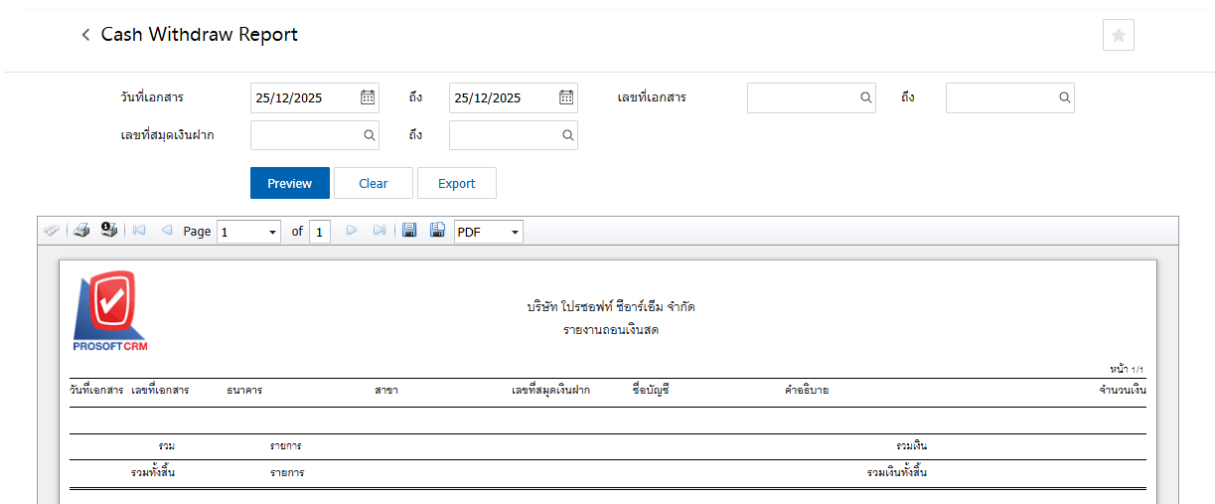 Cash Withdraw Report
วันที่เอกสาร 25/12/2025 ถึง 25/12/2025 เลขที่เอกสาร ถึง
เลขที่สมุดเงินฝาก ถึง
Preview Clear Export
Page 1 of 1 PDF
PROSOFT CRM
บริษัท โปรซอฟท์ ซีอาร์เอ็ม จำกัด
รายงานถอนเงินสด
หน้า 1/1
วันที่เอกสาร เลขที่เอกสาร ธนาคาร สาขา เลขที่สมุดเงินฝาก ชื่อบัญชี คำอธิบาย จำนวนเงิน
รวม รายการ รวมเงิน
รวมทั้งสิ้น รายการ รวมเงินทั้งสิ้น